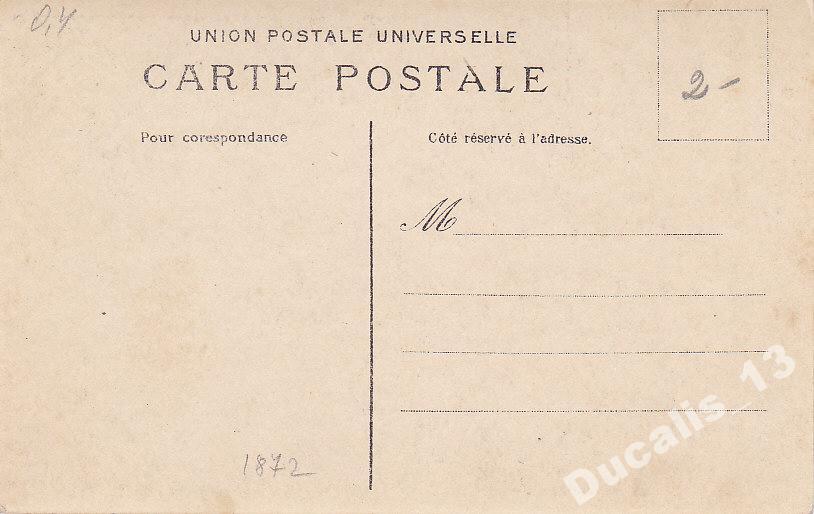 0,4
UNION POSTALE UNIVERSELLE
CARTE POSTALE
2-
Pour corespondance
Côté réservé à l'adresse.
M
1872
Ducalis_13